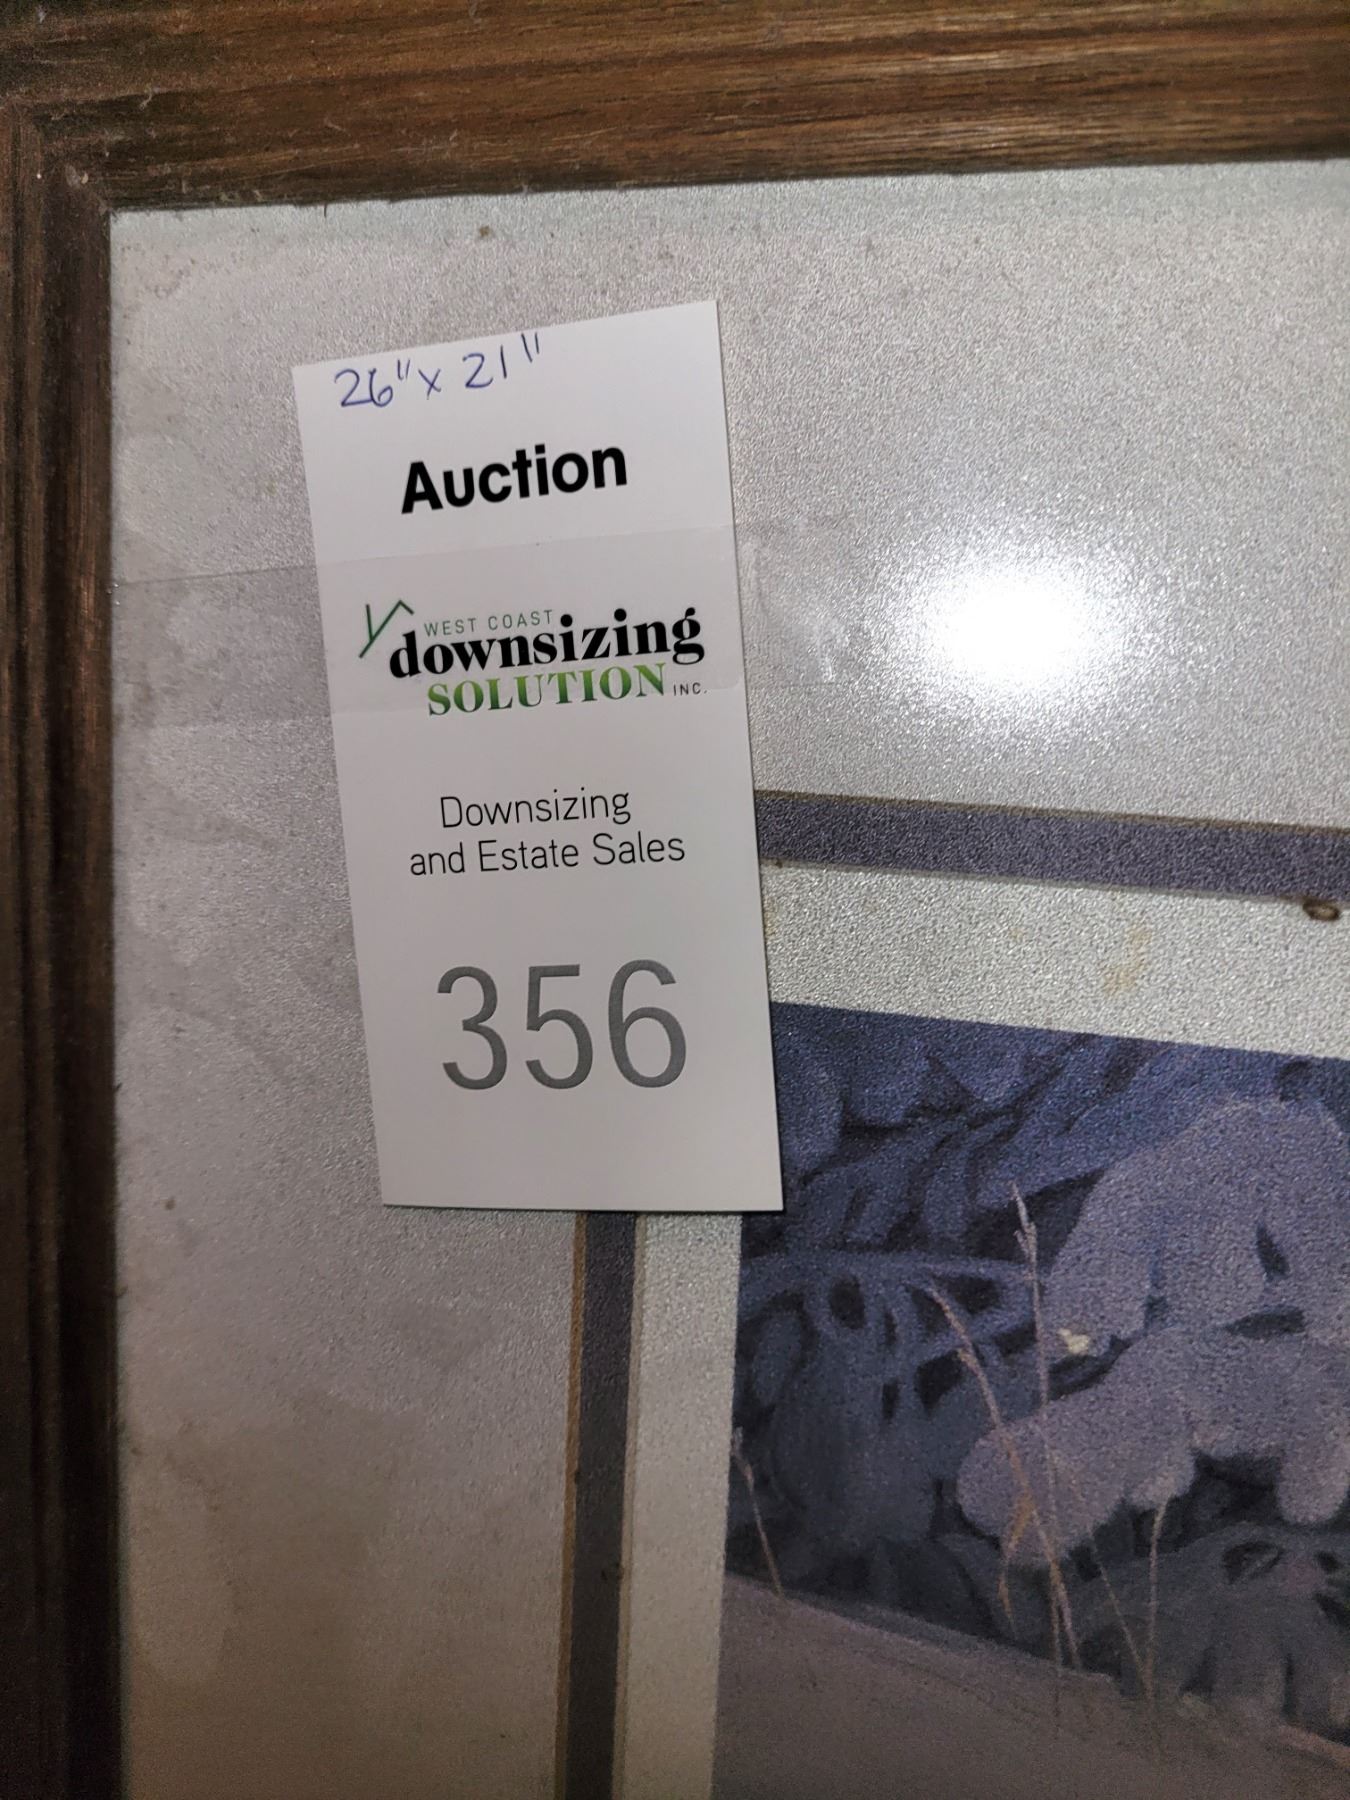 26" x 21"
Auction
WEST COAST
downsizing
SOLUTION INC.
Downsizing
and Estate Sales
356